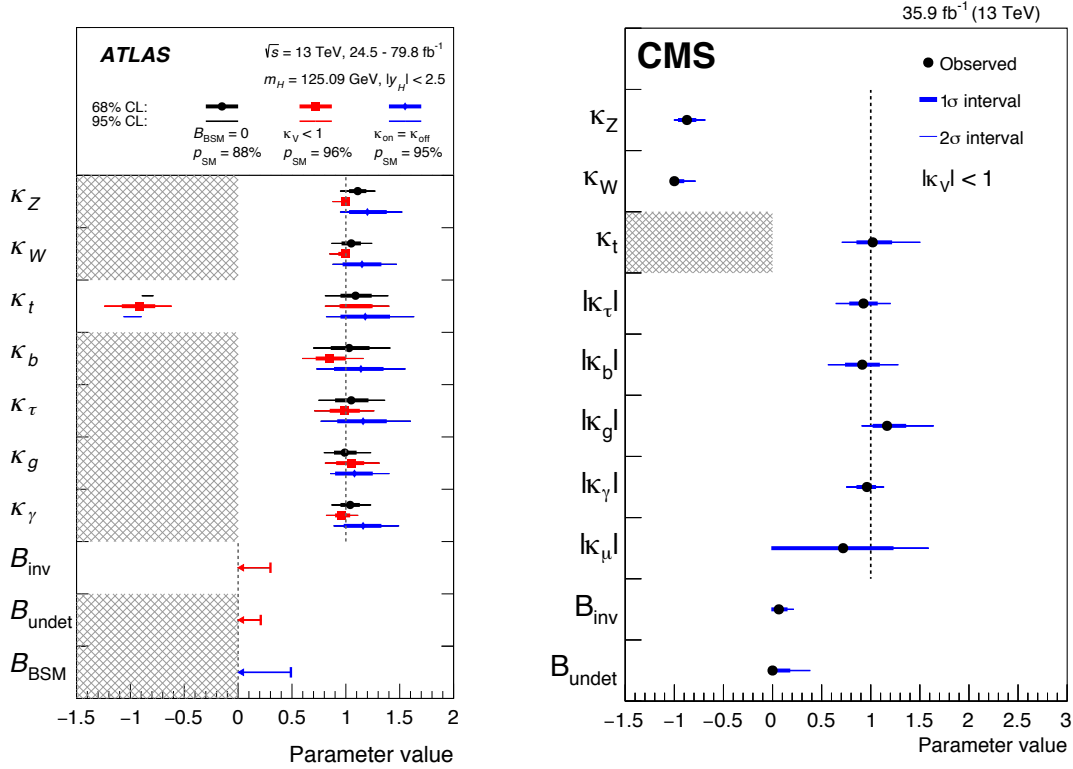 ATLAS
√s = 13 TeV, 24.5 - 79.8 fb⁻¹
m_H = 125.09 GeV, |y_H| < 2.5
68% CL:
95% CL:
B_BSM = 0 κ_V < 1 κ_on = κ_off
p_SM = 88% p_SM = 96% p_SM = 95%
κ_Z
κ_W
κ_t
κ_b
κ_τ
κ_g
κ_γ
B_inv
B_undet
B_BSM
−1.5 −1 −0.5 0 0.5 1 1.5 2
Parameter value
35.9 fb⁻¹ (13 TeV)
CMS
Observed
1σ interval
2σ interval
|κ_V| < 1
κ_Z
κ_W
κ_t
|κ_τ|
|κ_b|
|κ_g|
|κ_γ|
|κ_μ|
B_inv
B_undet
−1.5 −1 −0.5 0 0.5 1 1.5 2 2.5 3
Parameter value